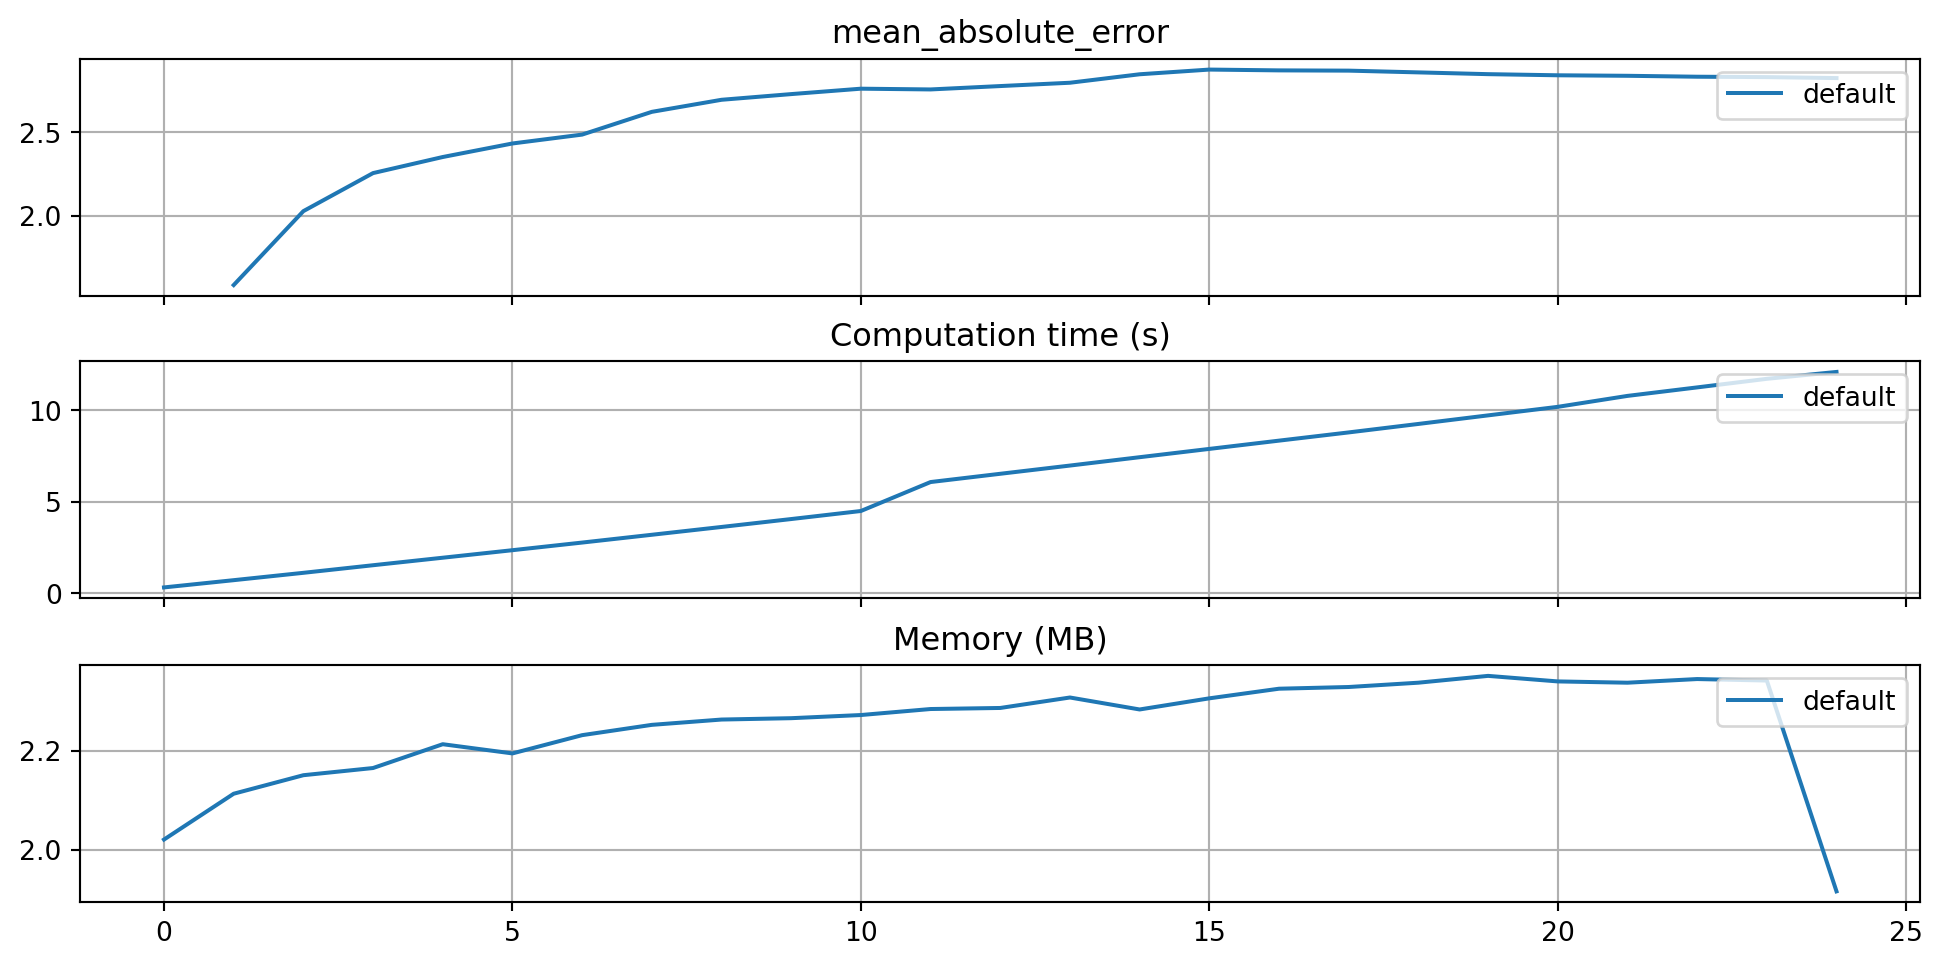 mean_absolute_error
2.5
2.0
default
Computation time (s)
10
5
0
default
Memory (MB)
2.2
2.0
default
0 5 10 15 20 25